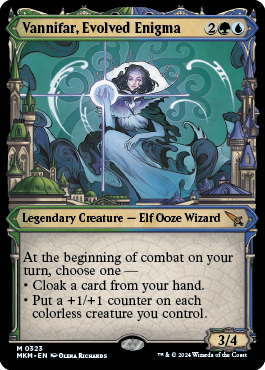 Vannifar, Evolved Enigma 2
Legendary Creature — Elf Ooze Wizard
At the beginning of combat on your
turn, choose one —
• Cloak a card from your hand.
• Put a +1/+1 counter on each
colorless creature you control.
3/4
M 0323
MKM • EN Olena Richards
™ & © 2024 Wizards of the Coast